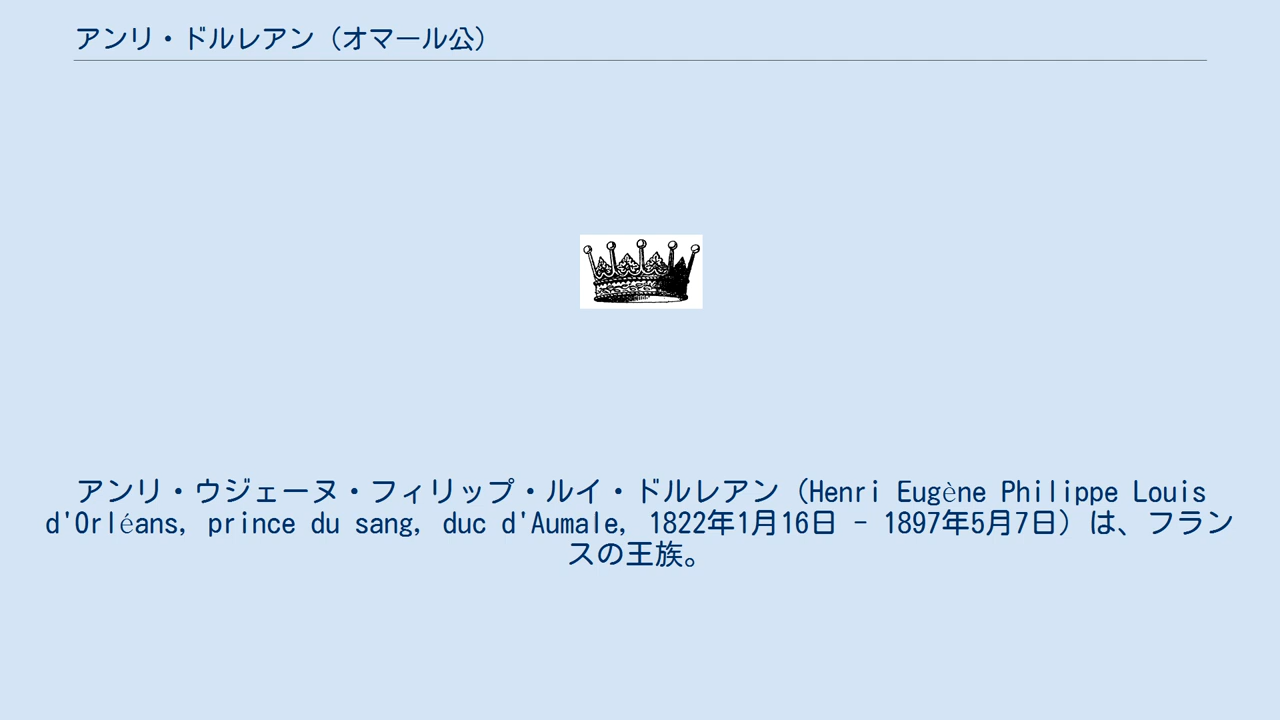 アンリ・ドルレアン（オマール公）
アンリ・ウジェーヌ・フィリップ・ルイ・ドルレアン（Henri Eugène Philippe Louis
d'Orléans, prince du sang, duc d'Aumale, 1822年1月16日 - 1897年5月7日）は、フラン
スの王族。